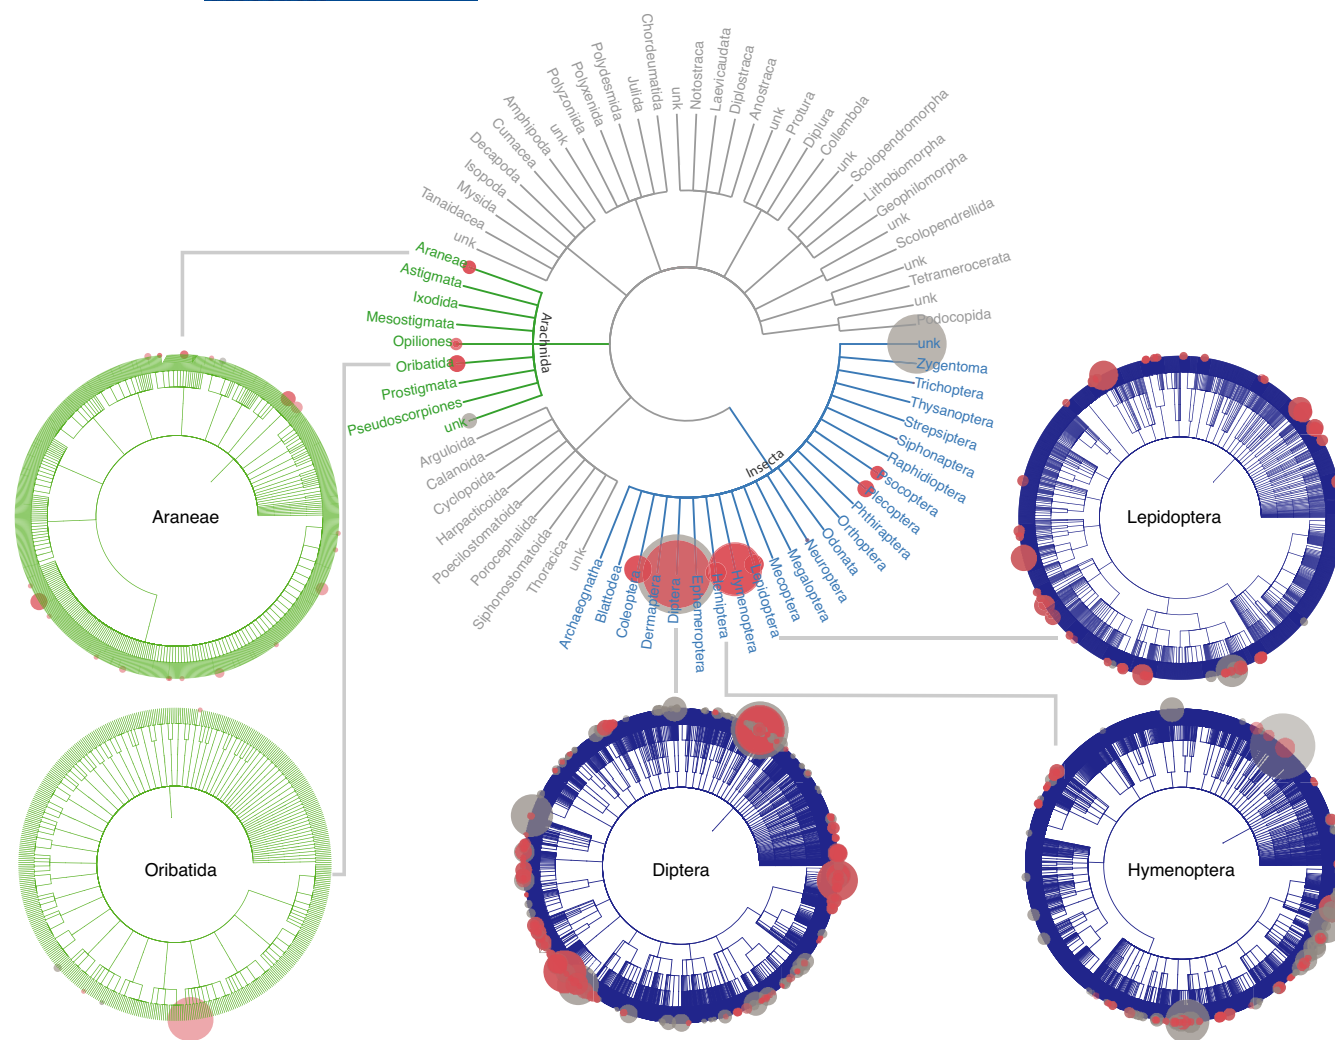 Chordeumatida
Julida
Polydesmida
Polyxenida
Polyzoniida
unk
Amphipoda
Cumacea
Decapoda
Isopoda
Mysida
Tanaidacea
unk
unk
Notostraca
Laevicaudata
Diplostraca
Anostraca
unk
Protura
Diplura
Collembola
unk
Scolopendromorpha
Lithobiomorpha
Geophilomorpha
unk
Scolopendrellida
unk
Tetramerocerata
unk
Podocopida
Araneae
Astigmata
Ixodida
Mesostigmata
Opiliones
Oribatida
Prostigmata
Pseudoscorpiones
unk
Arachnida
Arguloida
Calanoida
Cyclopoida
Harpacticoida
Poecilostomatoida
Porocephalida
Siphonostomatoida
Thoracica
unk
unk
Zygentoma
Trichoptera
Thysanoptera
Strepsiptera
Siphonaptera
Raphidioptera
Psocoptera
Plecoptera
Phthiraptera
Orthoptera
Odonata
Neuroptera
Megaloptera
Mecoptera
Lepidoptera
Hymenoptera
Hemiptera
Ephemeroptera
Diptera
Dermaptera
Coleoptera
Blattodea
Archaeognatha
Insecta
Araneae
Lepidoptera
Oribatida
Diptera
Hymenoptera